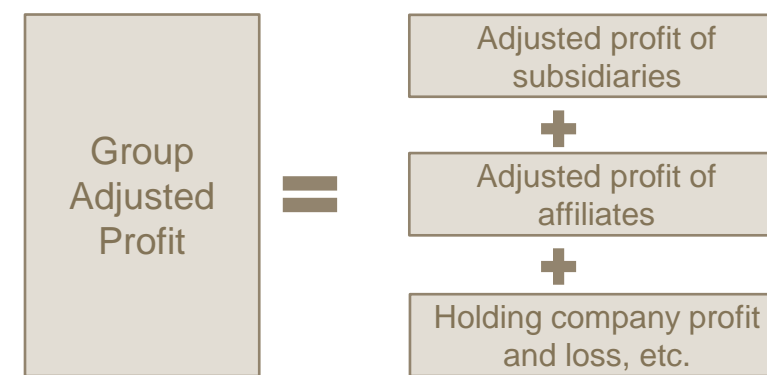 Group
Adjusted
Profit
=
Adjusted profit of
subsidiaries
+
Adjusted profit of
affiliates
+
Holding company profit
and loss, etc.